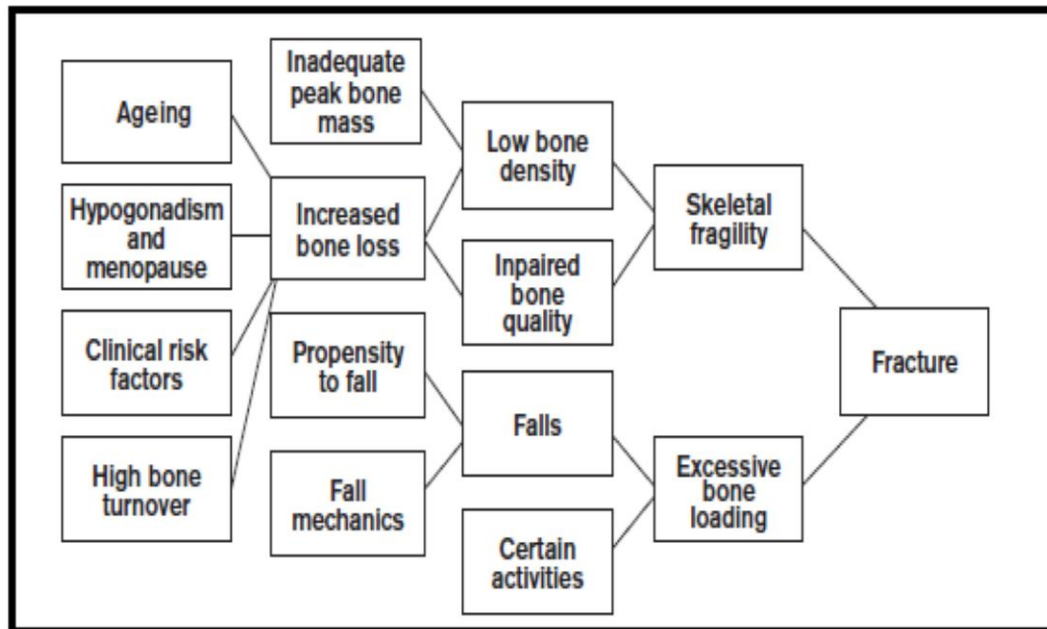 Ageing
Hypogonadism
and
menopause
Clinical risk
factors
High bone
turnover
Inadequate
peak bone
mass
Increased
bone loss
Propensity
to fall
Fall
mechanics
Low bone
density
Inpaired
bone
quality
Falls
Certain
activities
Skeletal
fragility
Excessive
bone
loading
Fracture